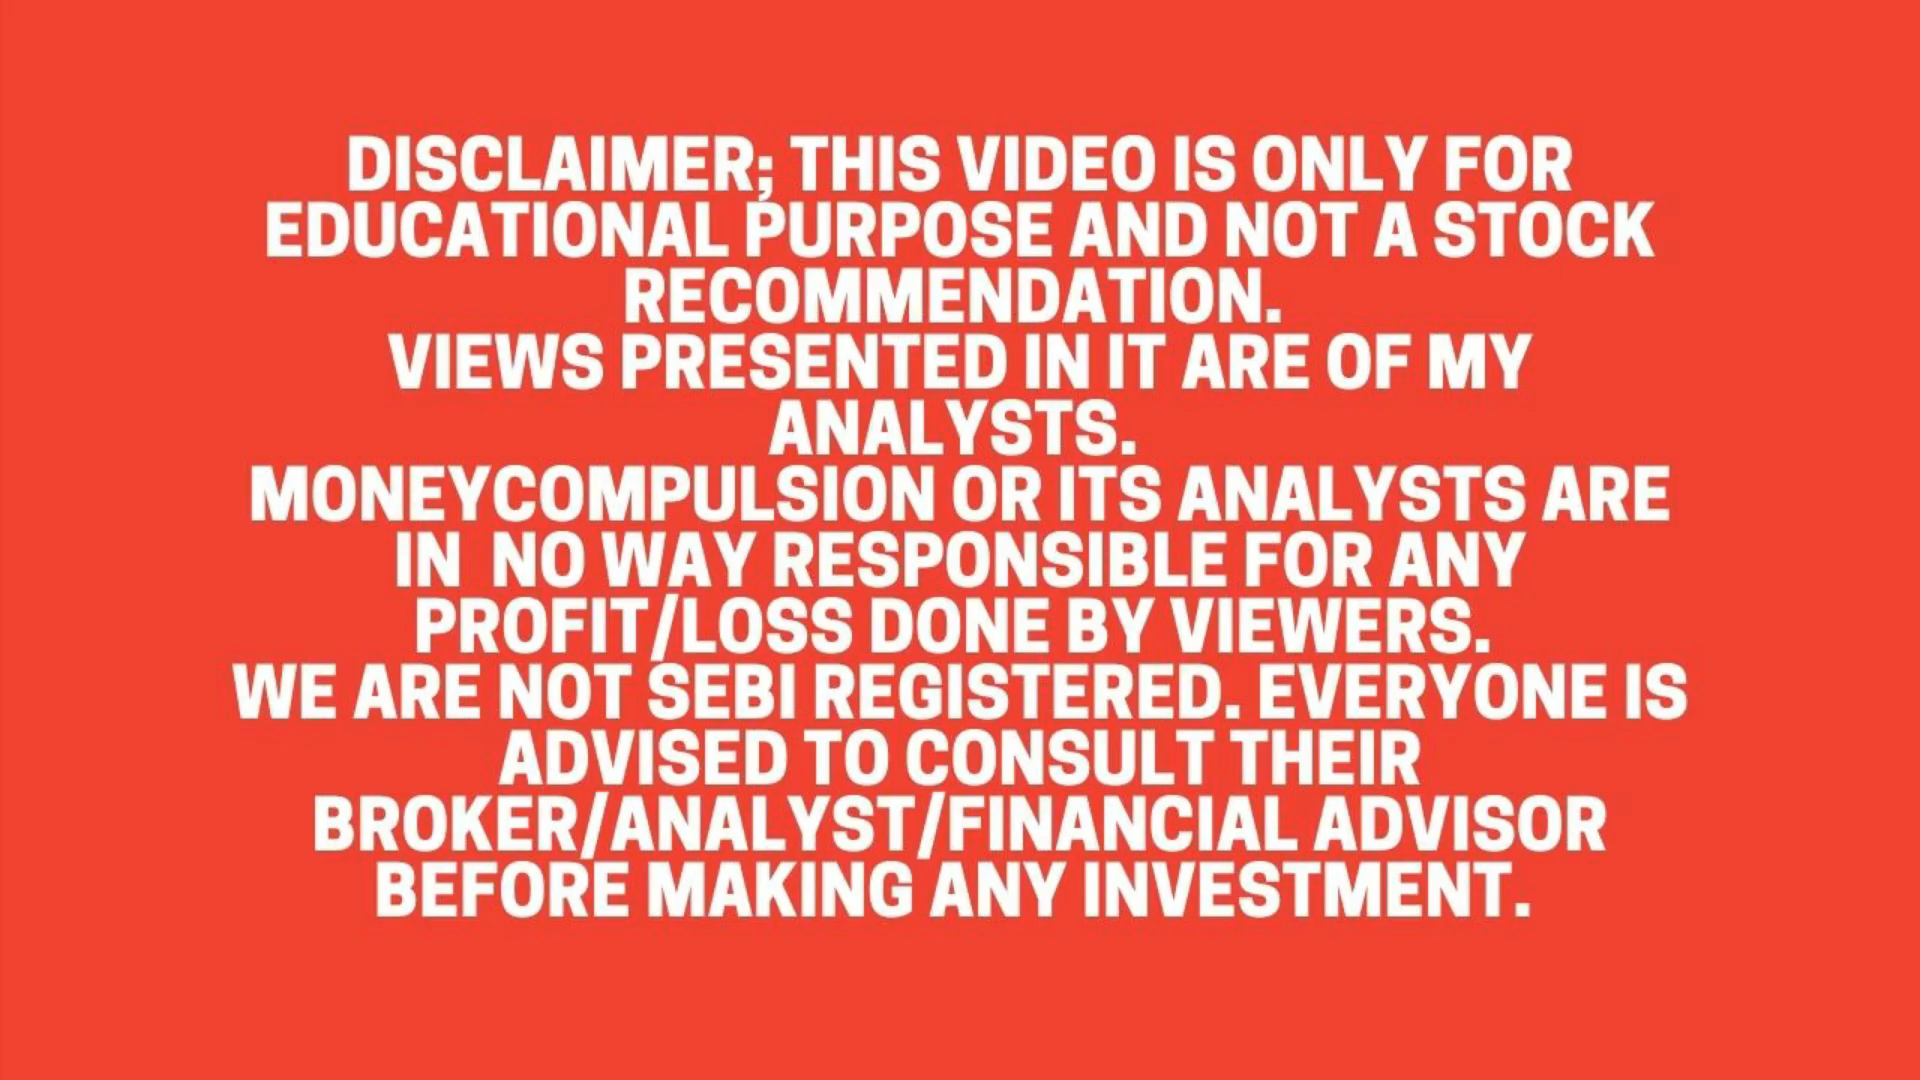 DISCLAIMER; THIS VIDEO IS ONLY FOR
EDUCATIONAL PURPOSE AND NOT A STOCK
RECOMMENDATION.
VIEWS PRESENTED IN IT ARE OF MY
ANALYSTS.
MONEYCOMPULSION OR ITS ANALYSTS ARE
IN NO WAY RESPONSIBLE FOR ANY
PROFIT/LOSS DONE BY VIEWERS.
WE ARE NOT SEBI REGISTERED. EVERYONE IS
ADVISED TO CONSULT THEIR
BROKER/ANALYST/FINANCIAL ADVISOR
BEFORE MAKING ANY INVESTMENT.